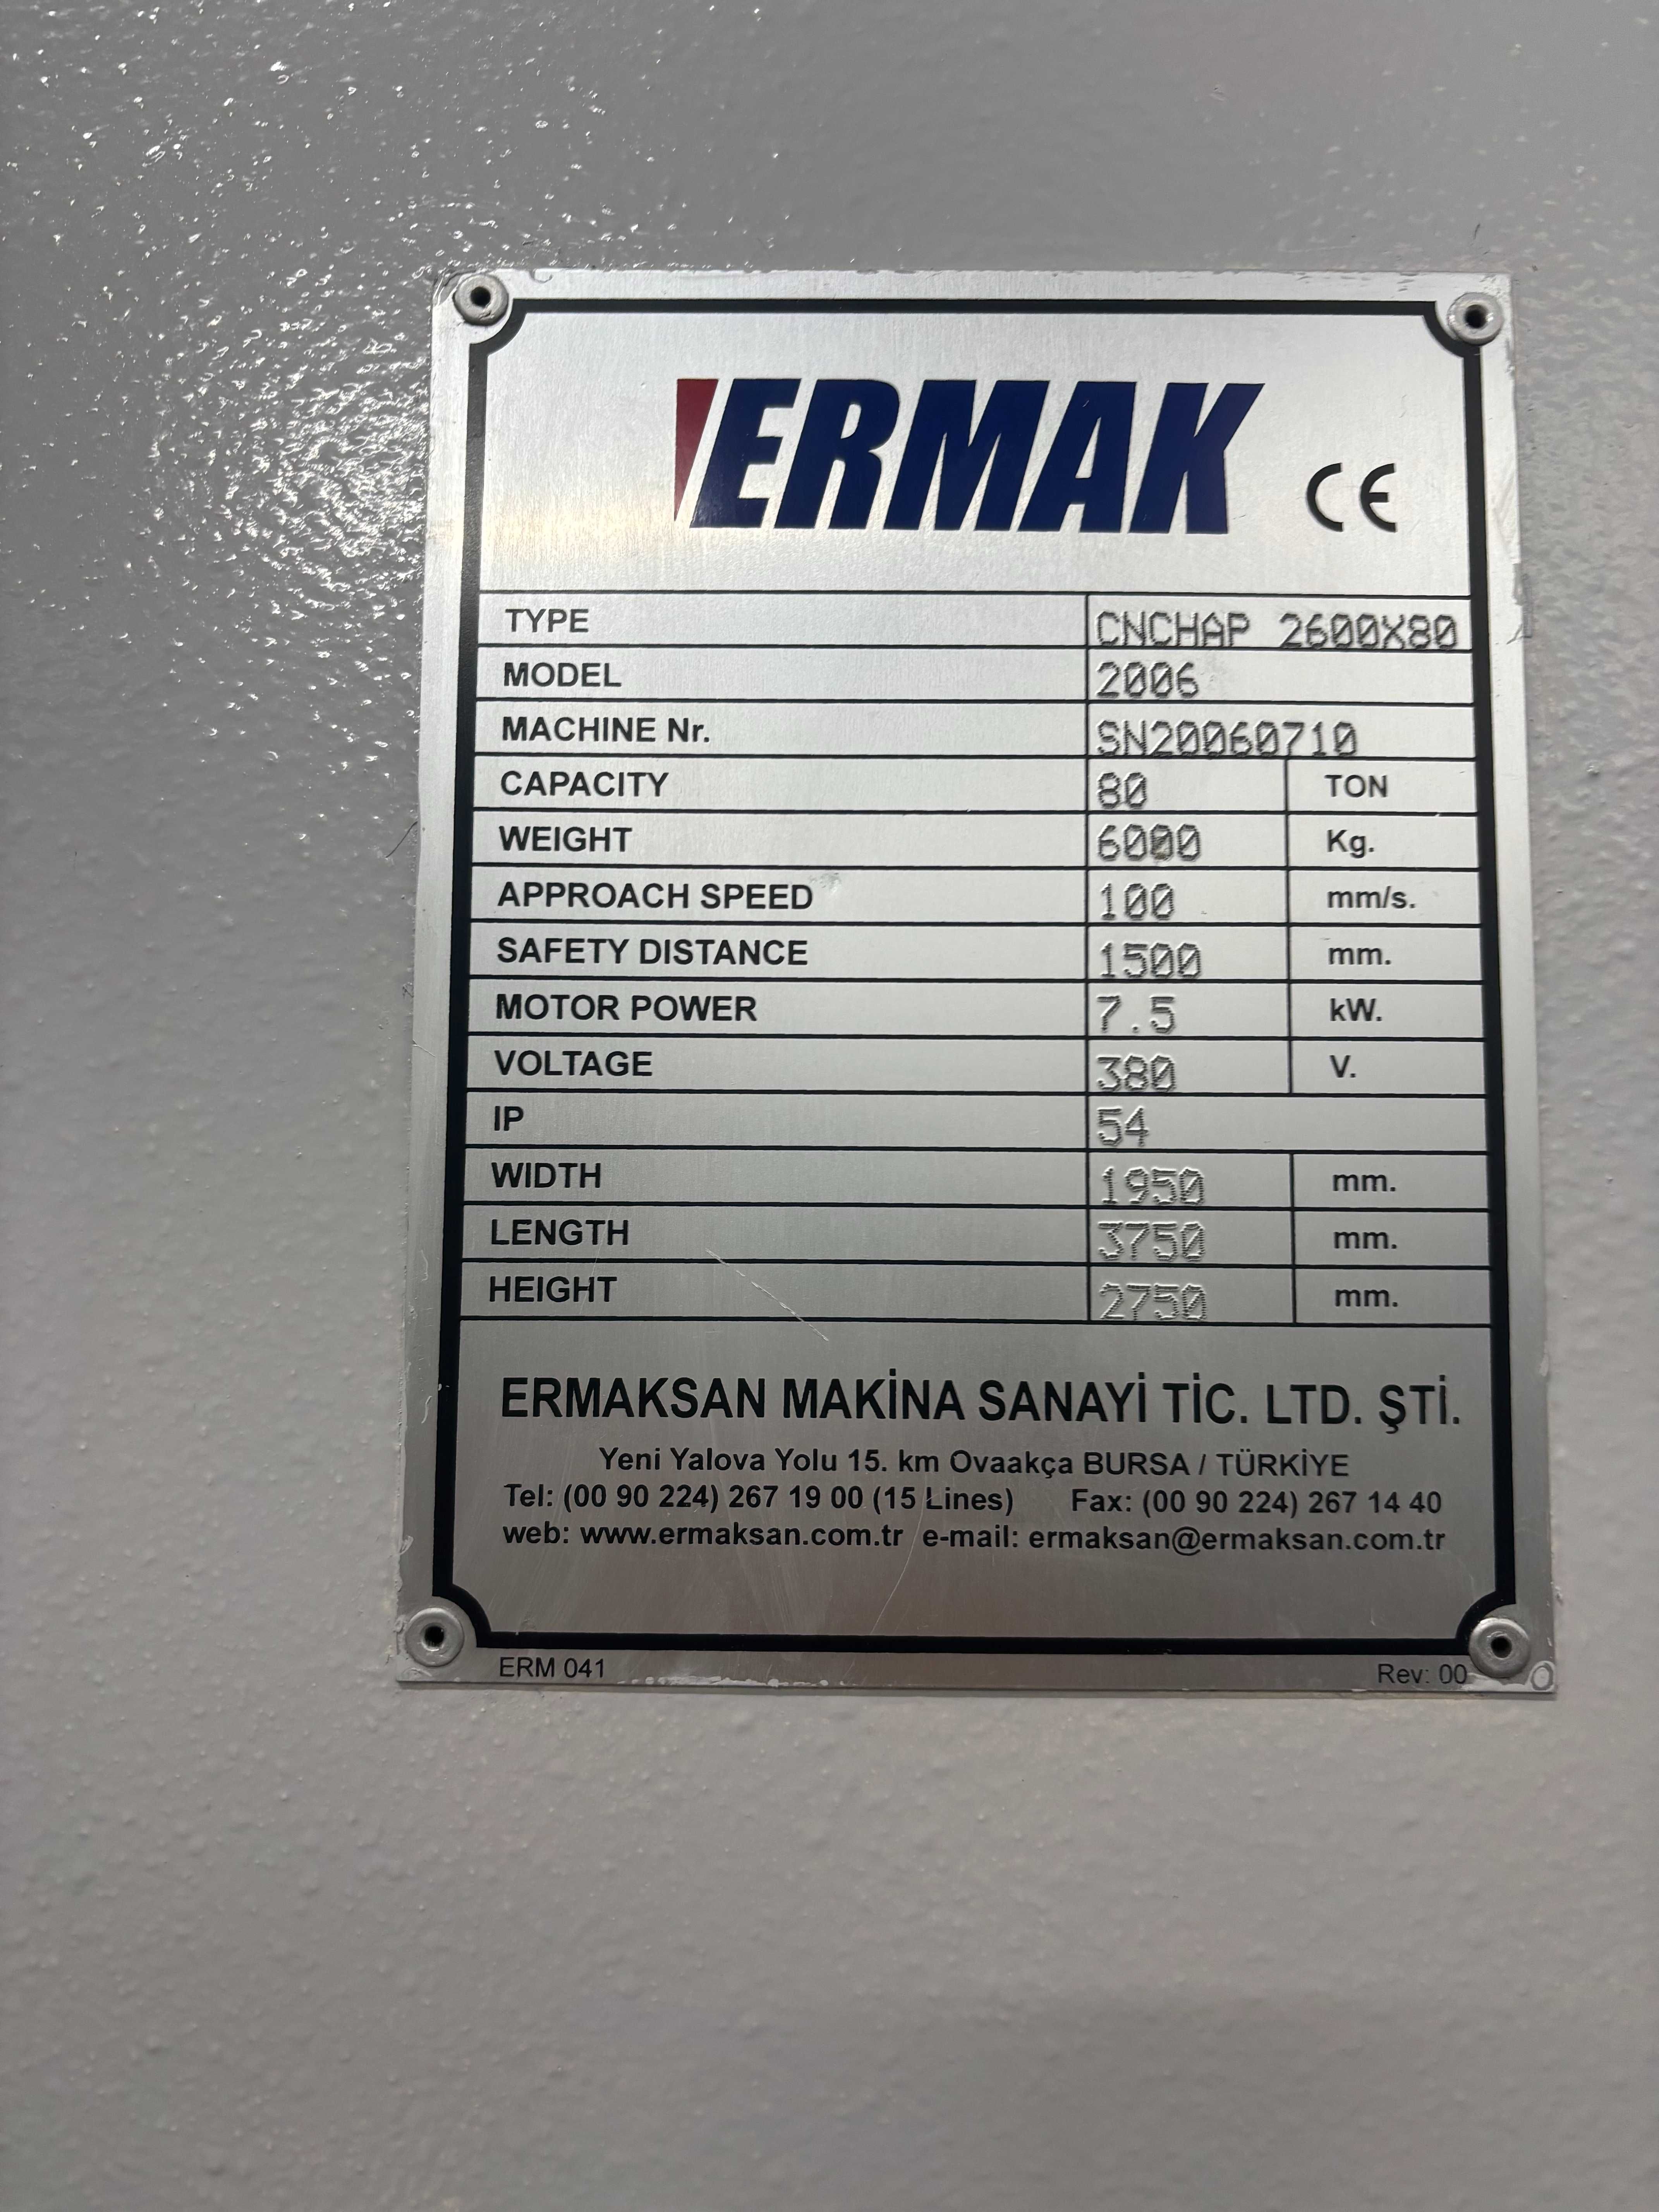 ERMAK CE
TYPE CNCHAP 2600X80
MODEL 2006
MACHINE Nr. SN20060710
CAPACITY 80 TON
WEIGHT 6000 Kg.
APPROACH SPEED 100 mm/s.
SAFETY DISTANCE 1500 mm.
MOTOR POWER 7.5 kW.
VOLTAGE 380 V.
IP 54
WIDTH 1950 mm.
LENGTH 3750 mm.
HEIGHT 2750 mm.
ERMAKSAN MAKİNA SANAYİ TİC. LTD. ŞTİ.
Yeni Yalova Yolu 15. km Ovaakça BURSA / TÜRKİYE
Tel: (00 90 224) 267 19 00 (15 Lines) Fax: (00 90 224) 267 14 40
web: www.ermaksan.com.tr e-mail: ermaksan@ermaksan.com.tr
ERM 041 Rev: 00